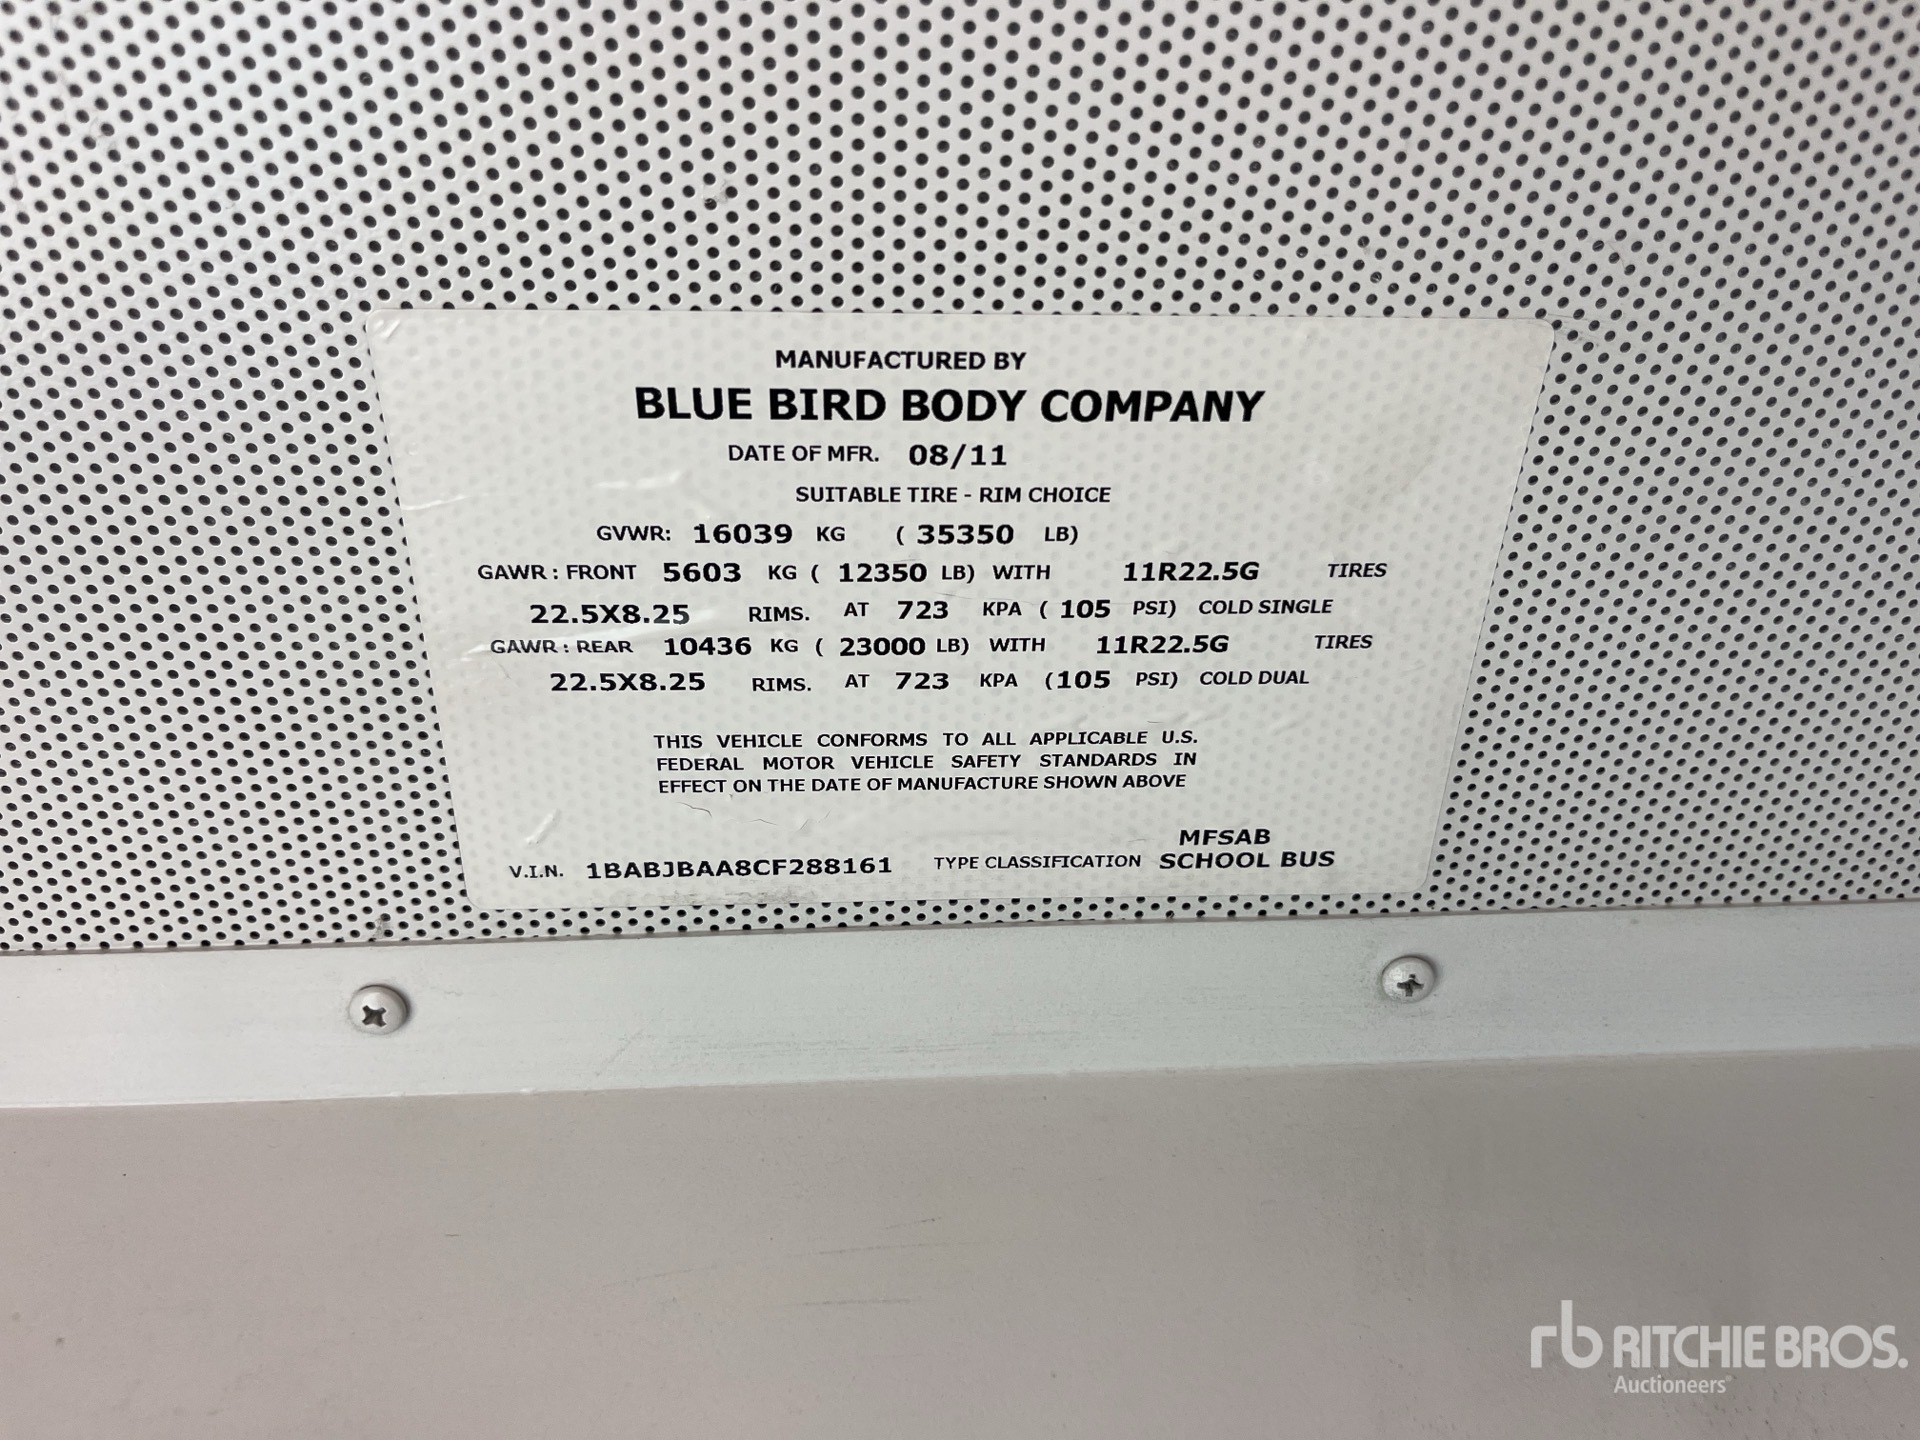 MANUFACTURED BY
BLUE BIRD BODY COMPANY
DATE OF MFR. 08/11
SUITABLE TIRE - RIM CHOICE
GVWR: 16039 KG ( 35350 LB)
GAWR : FRONT 5603 KG ( 12350 LB) WITH 11R22.5G TIRES
22.5X8.25 RIMS. AT 723 KPA ( 105 PSI) COLD SINGLE
GAWR : REAR 10436 KG ( 23000 LB) WITH 11R22.5G TIRES
22.5X8.25 RIMS. AT 723 KPA (105 PSI) COLD DUAL
THIS VEHICLE CONFORMS TO ALL APPLICABLE U.S.
FEDERAL MOTOR VEHICLE SAFETY STANDARDS IN
EFFECT ON THE DATE OF MANUFACTURE SHOWN ABOVE
MFSAB
V.I.N. 1BABJBAA8CF288161 TYPE CLASSIFICATION SCHOOL BUS
rb RITCHIE BROS.
Auctioneers